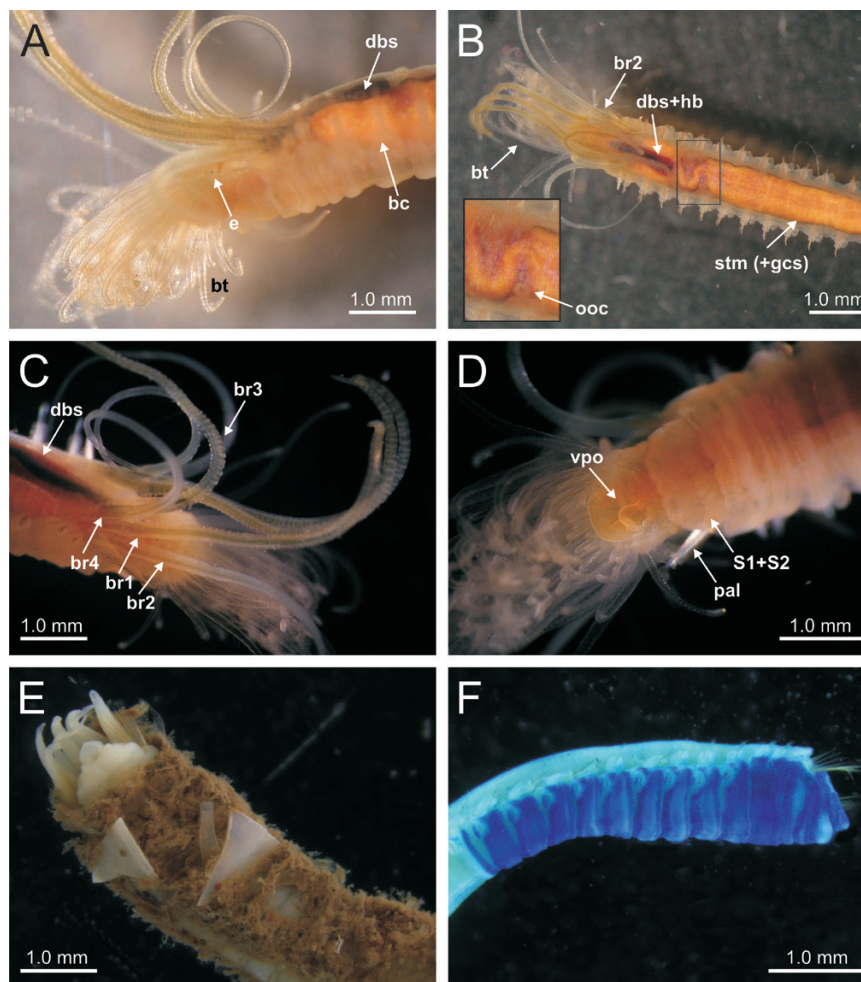 A
dbs
bc
e
bt
1.0 mm
B
br2
dbs+hb
bt
stm (+gcs)
ooc
1.0 mm
C
br3
dbs
br4
br1
br2
1.0 mm
D
vpo
S1+S2
pal
1.0 mm
E
1.0 mm
F
1.0 mm